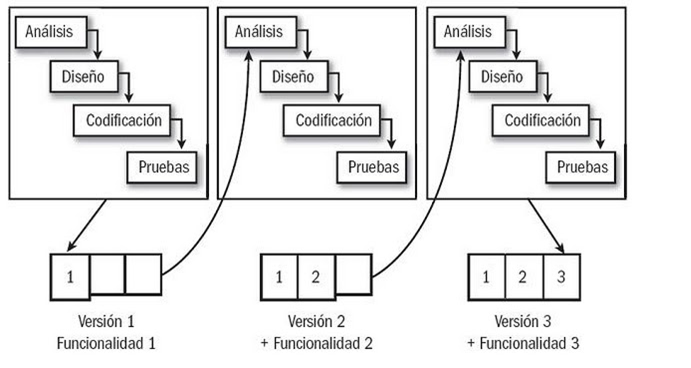 Análisis
Diseño
Codificación
Pruebas
Análisis
Diseño
Codificación
Pruebas
Análisis
Diseño
Codificación
Pruebas
1
1 2
1 2 3
Versión 1
Funcionalidad 1
Versión 2
+ Funcionalidad 2
Versión 3
+ Funcionalidad 3